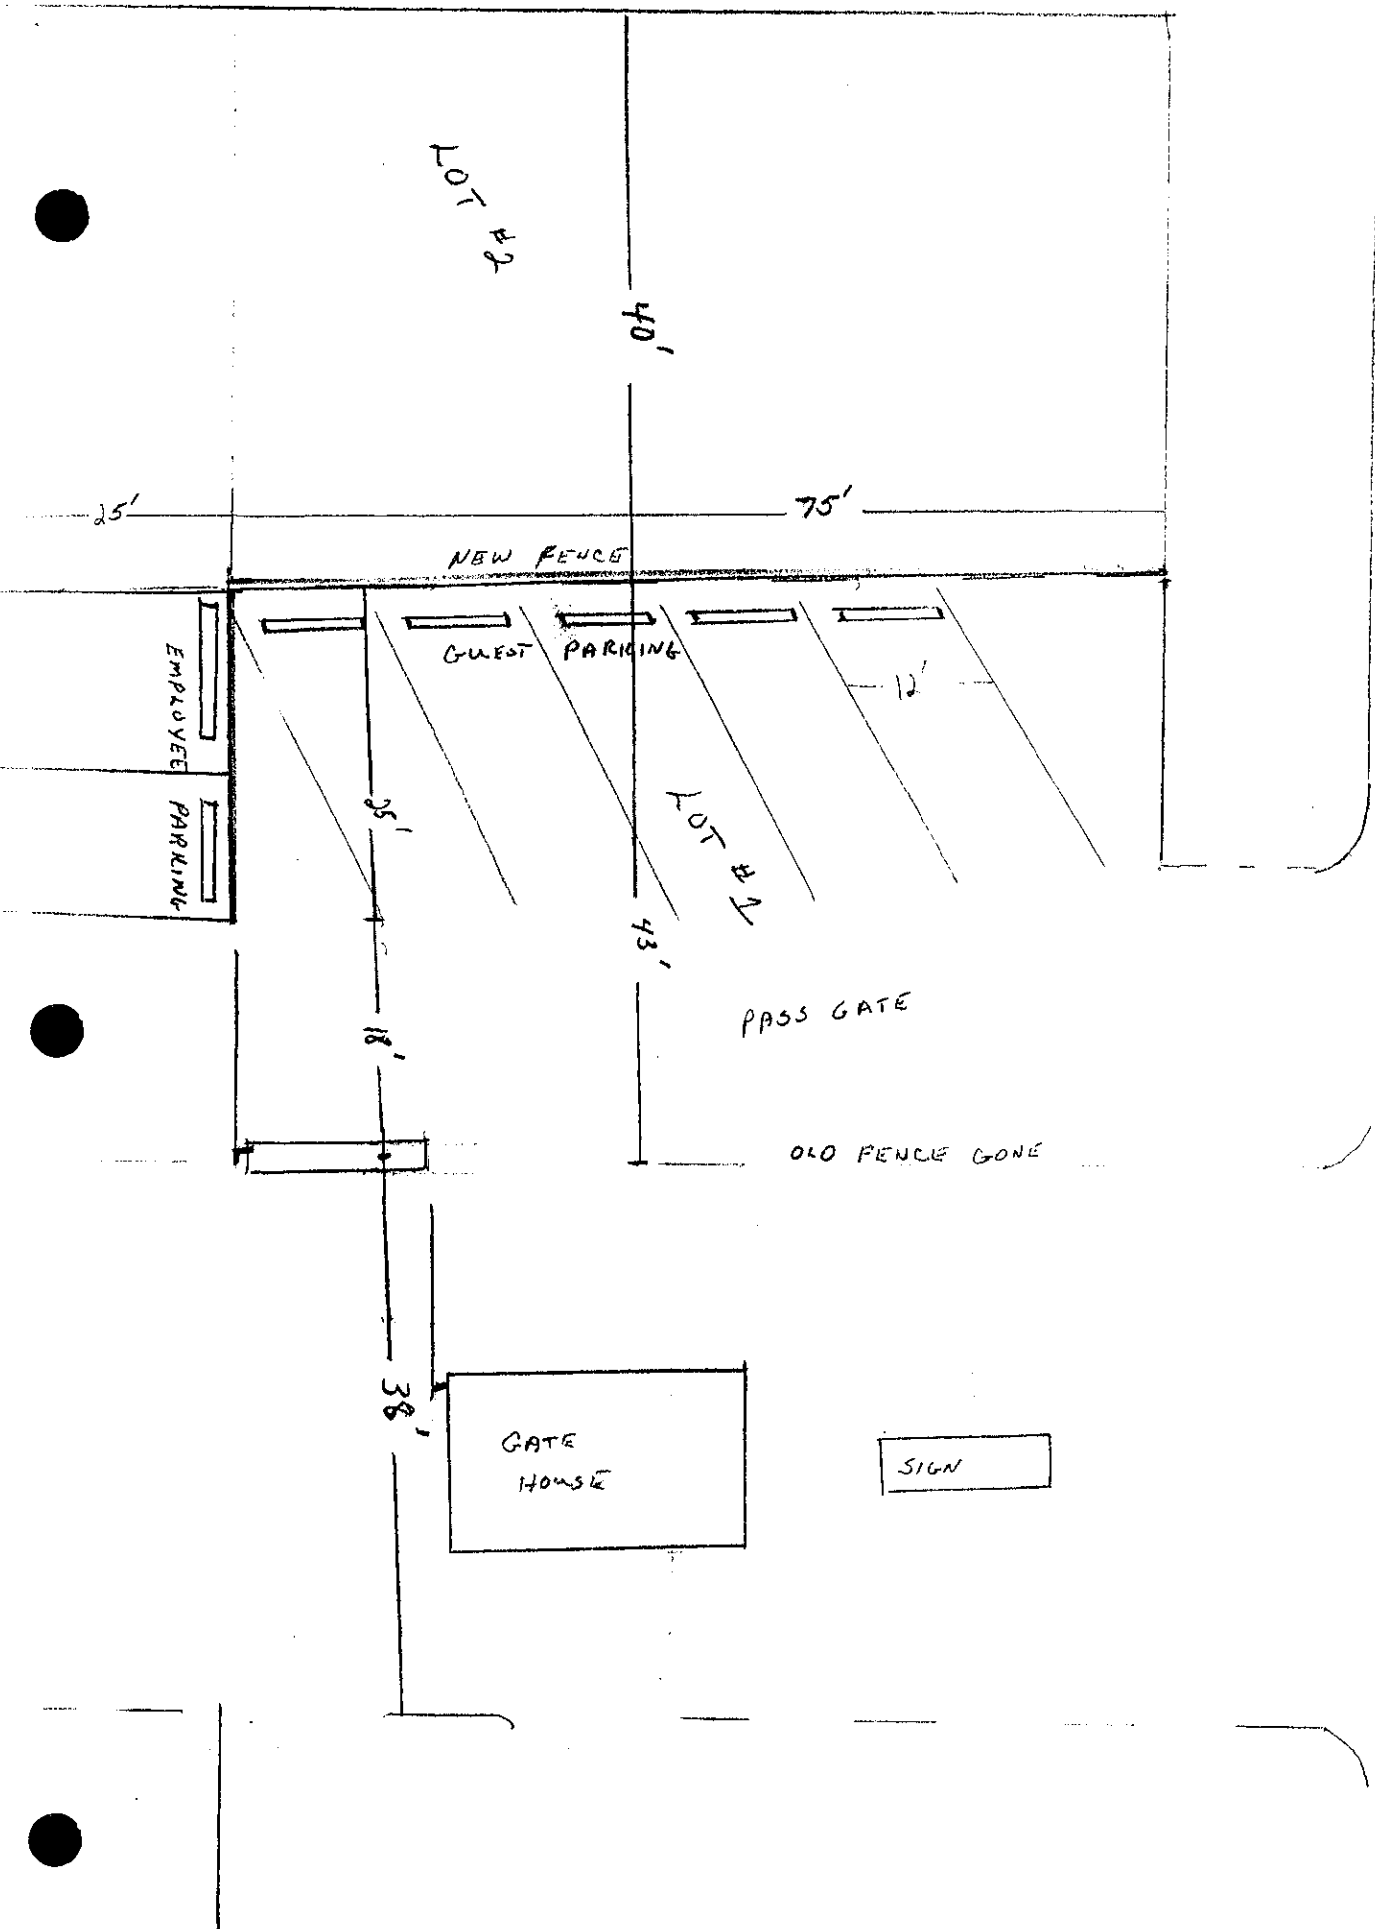 LOT #2
40'
25'
75'
NEW FENCE
GUEST PARKING
EMPLOYEE PARKING
12'
25'
LOT #1
43'
PASS GATE
18'
OLD FENCE GONE
38'
GATE
HOUSE
SIGN